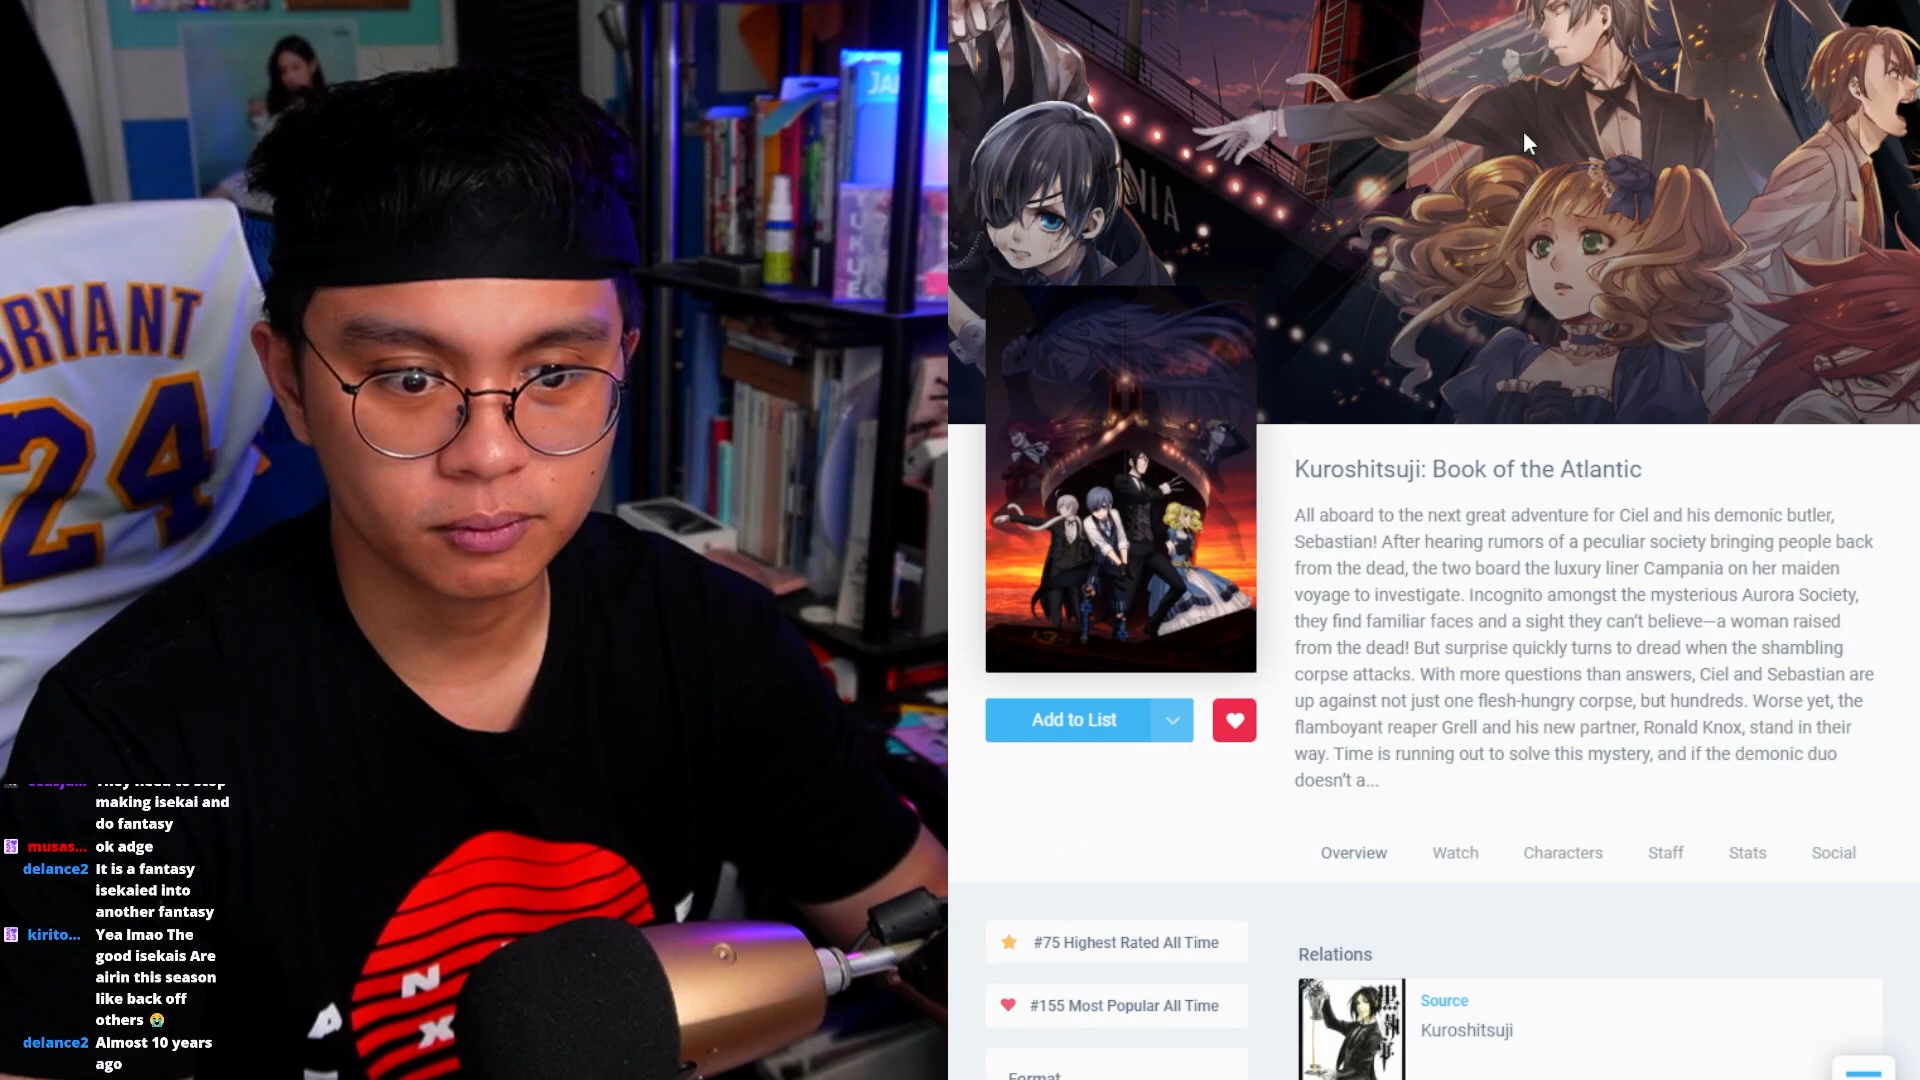 BRYANT
24
JA
NIA
making isekai and
do fantasy
musas... ok adge
delance2 It is a fantasy
isekaied into
another fantasy
kirito... Yea lmao The
good isekais Are
airin this season
like back off
others 😭
delance2 Almost 10 years
ago
N
X
A
Kuroshitsuji: Book of the Atlantic
All aboard to the next great adventure for Ciel and his demonic butler,
Sebastian! After hearing rumors of a peculiar society bringing people back
from the dead, the two board the luxury liner Campania on her maiden
voyage to investigate. Incognito amongst the mysterious Aurora Society,
they find familiar faces and a sight they can't believe—a woman raised
from the dead! But surprise quickly turns to dread when the shambling
corpse attacks. With more questions than answers, Ciel and Sebastian are
up against not just one flesh-hungry corpse, but hundreds. Worse yet, the
flamboyant reaper Grell and his new partner, Ronald Knox, stand in their
way. Time is running out to solve this mystery, and if the demonic duo
doesn't a...
Add to List
Overview Watch Characters Staff Stats Social
#75 Highest Rated All Time
#155 Most Popular All Time
Format
Relations
黒執事
Source
Kuroshitsuji